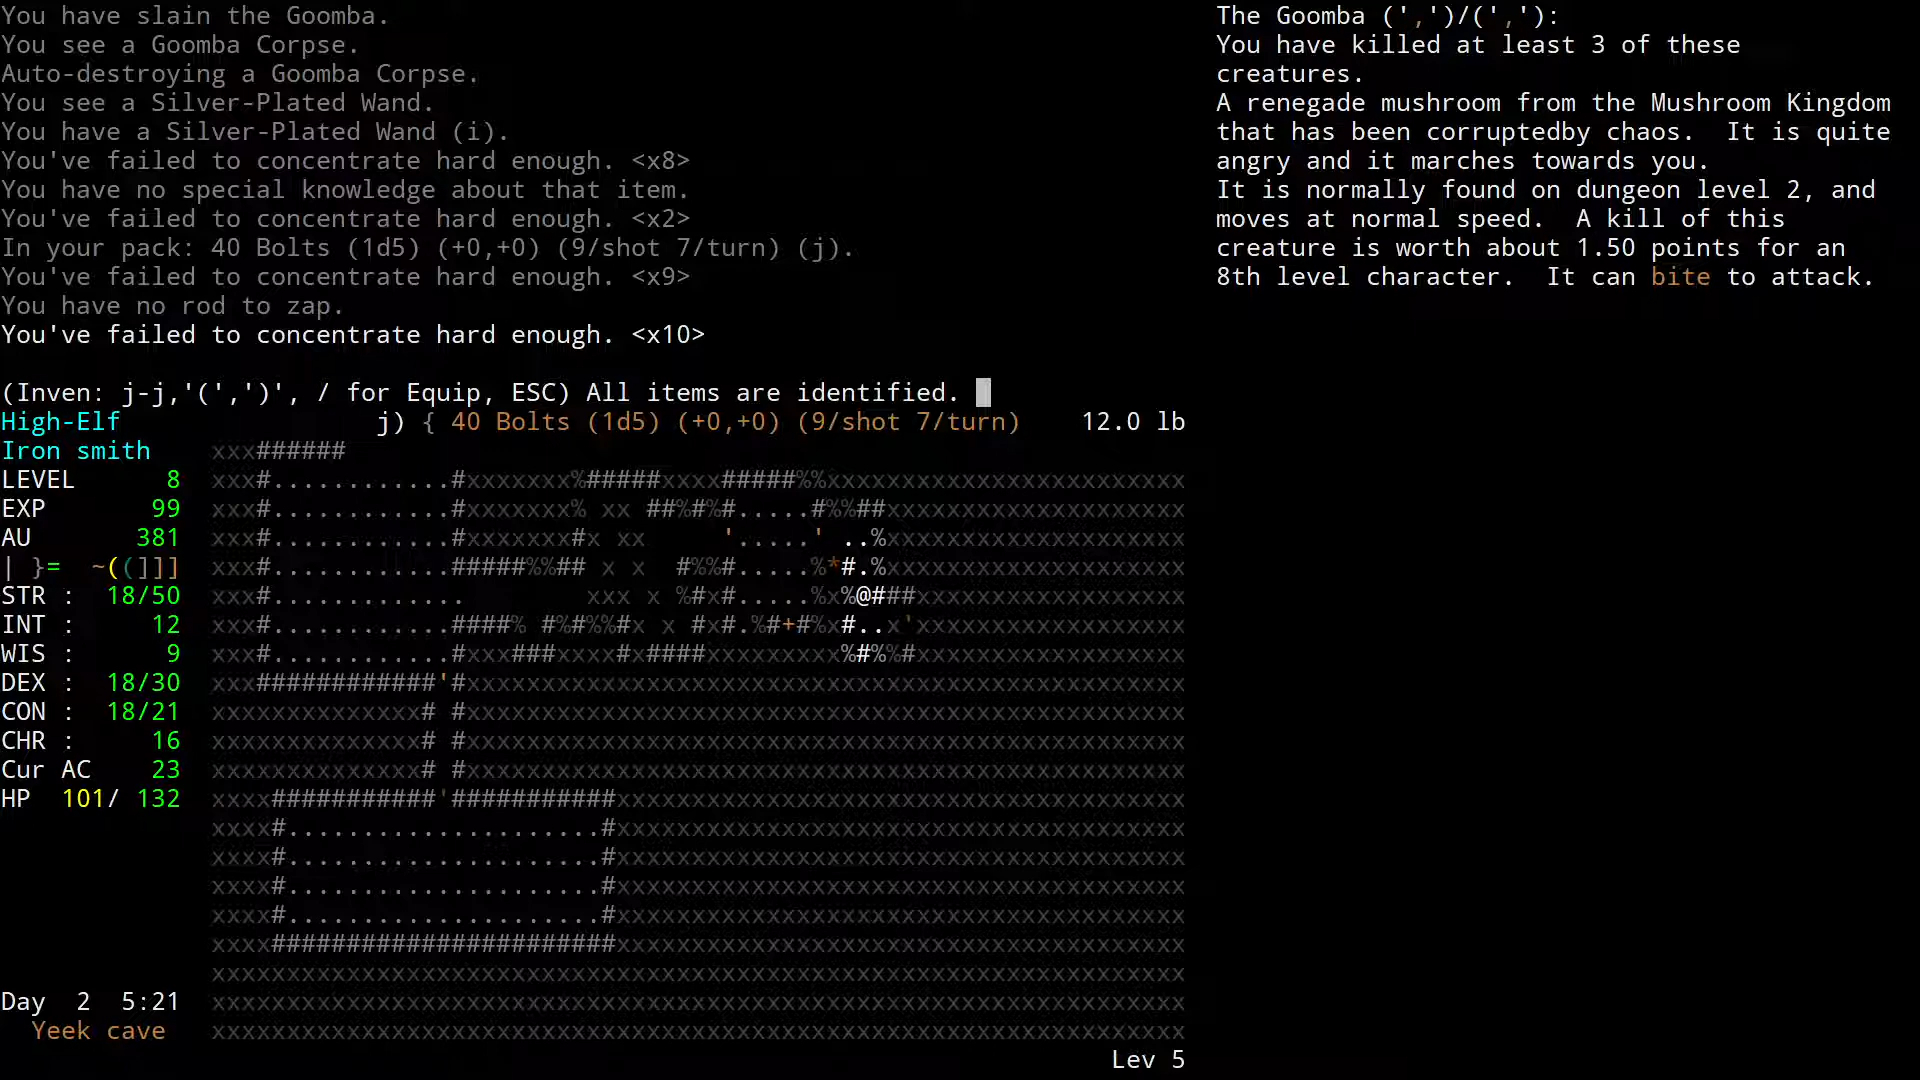 You have slain the Goomba.
You see a Goomba Corpse.
Auto-destroying a Goomba Corpse.
You see a Silver-Plated Wand.
You have a Silver-Plated Wand (i).
You've failed to concentrate hard enough. <x8>
You have no special knowledge about that item.
You've failed to concentrate hard enough. <x2>
In your pack: 40 Bolts (1d5) (+0,+0) (9/shot 7/turn) (j).
You've failed to concentrate hard enough. <x9>
You have no rod to zap.
You've failed to concentrate hard enough. <x10>
The Goomba (',')/(','):
You have killed at least 3 of these
creatures.
A renegade mushroom from the Mushroom Kingdom
that has been corruptedby chaos.  It is quite
angry and it marches towards you.
It is normally found on dungeon level 2, and
moves at normal speed.  A kill of this
creature is worth about 1.50 points for an
8th level character.  It can bite to attack.
(Inven: j-j,'(',')', / for Equip, ESC) All items are identified.
High-Elf
j) { 40 Bolts (1d5) (+0,+0) (9/shot 7/turn) 12.0 lb
Iron smith
LEVEL 8
EXP 99
AU 381
| }= ~((]]]
STR : 18/50
INT : 12
WIS : 9
DEX : 18/30
CON : 18/21
CHR : 16
Cur AC 23
HP 101/ 132
Day 2 5:21
Yeek cave
Lev 5